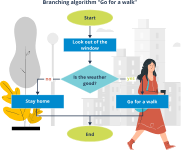 Branching algorithm "Go for a walk"
Start
Look out of the
window
Is the weather
good?
no
Stay home
Go for a walk
End